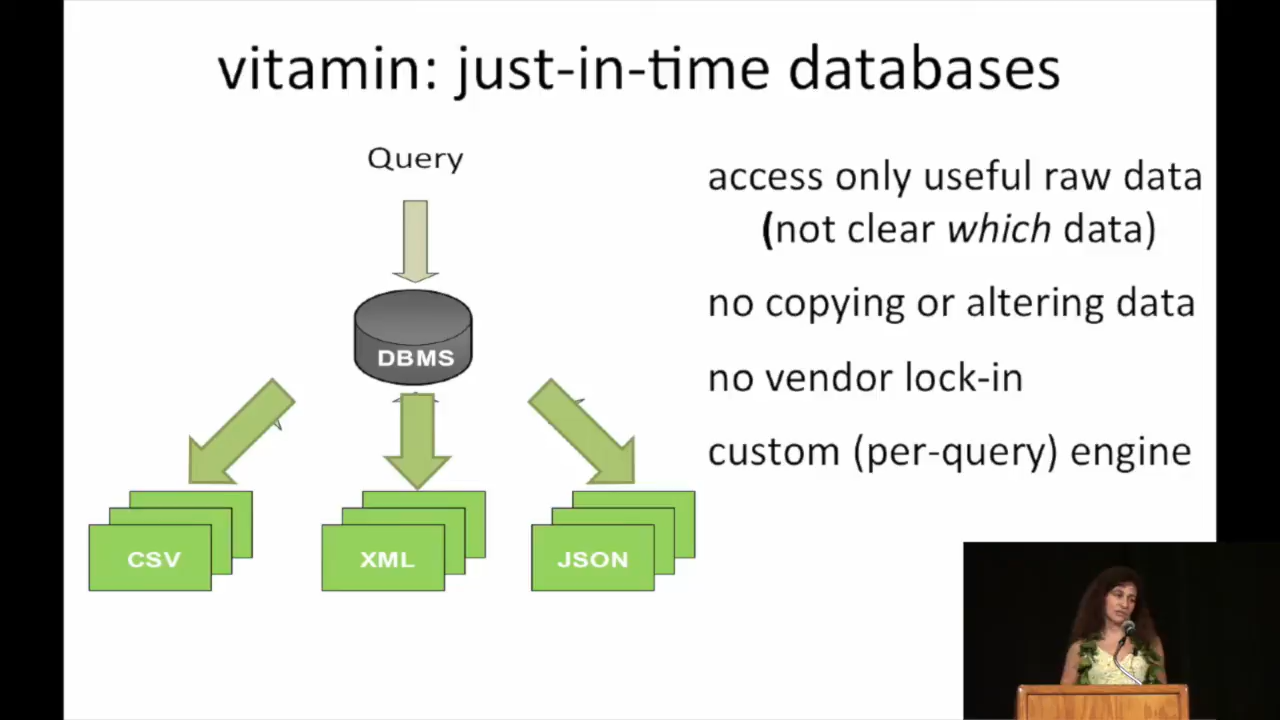 vitamin: just-in-time databases
Query
DBMS
CSV
XML
JSON
access only useful raw data
(not clear which data)
no copying or altering data
no vendor lock-in
custom (per-query) engine